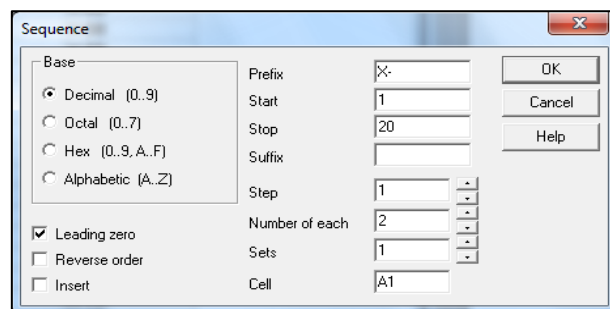 Sequence
Base
Decimal (0..9)
Octal (0..7)
Hex (0..9, A..F)
Alphabetic (A..Z)
Leading zero
Reverse order
Insert
Prefix X-
Start 1
Stop 20
Suffix
Step 1
Number of each 2
Sets 1
Cell A1
OK
Cancel
Help